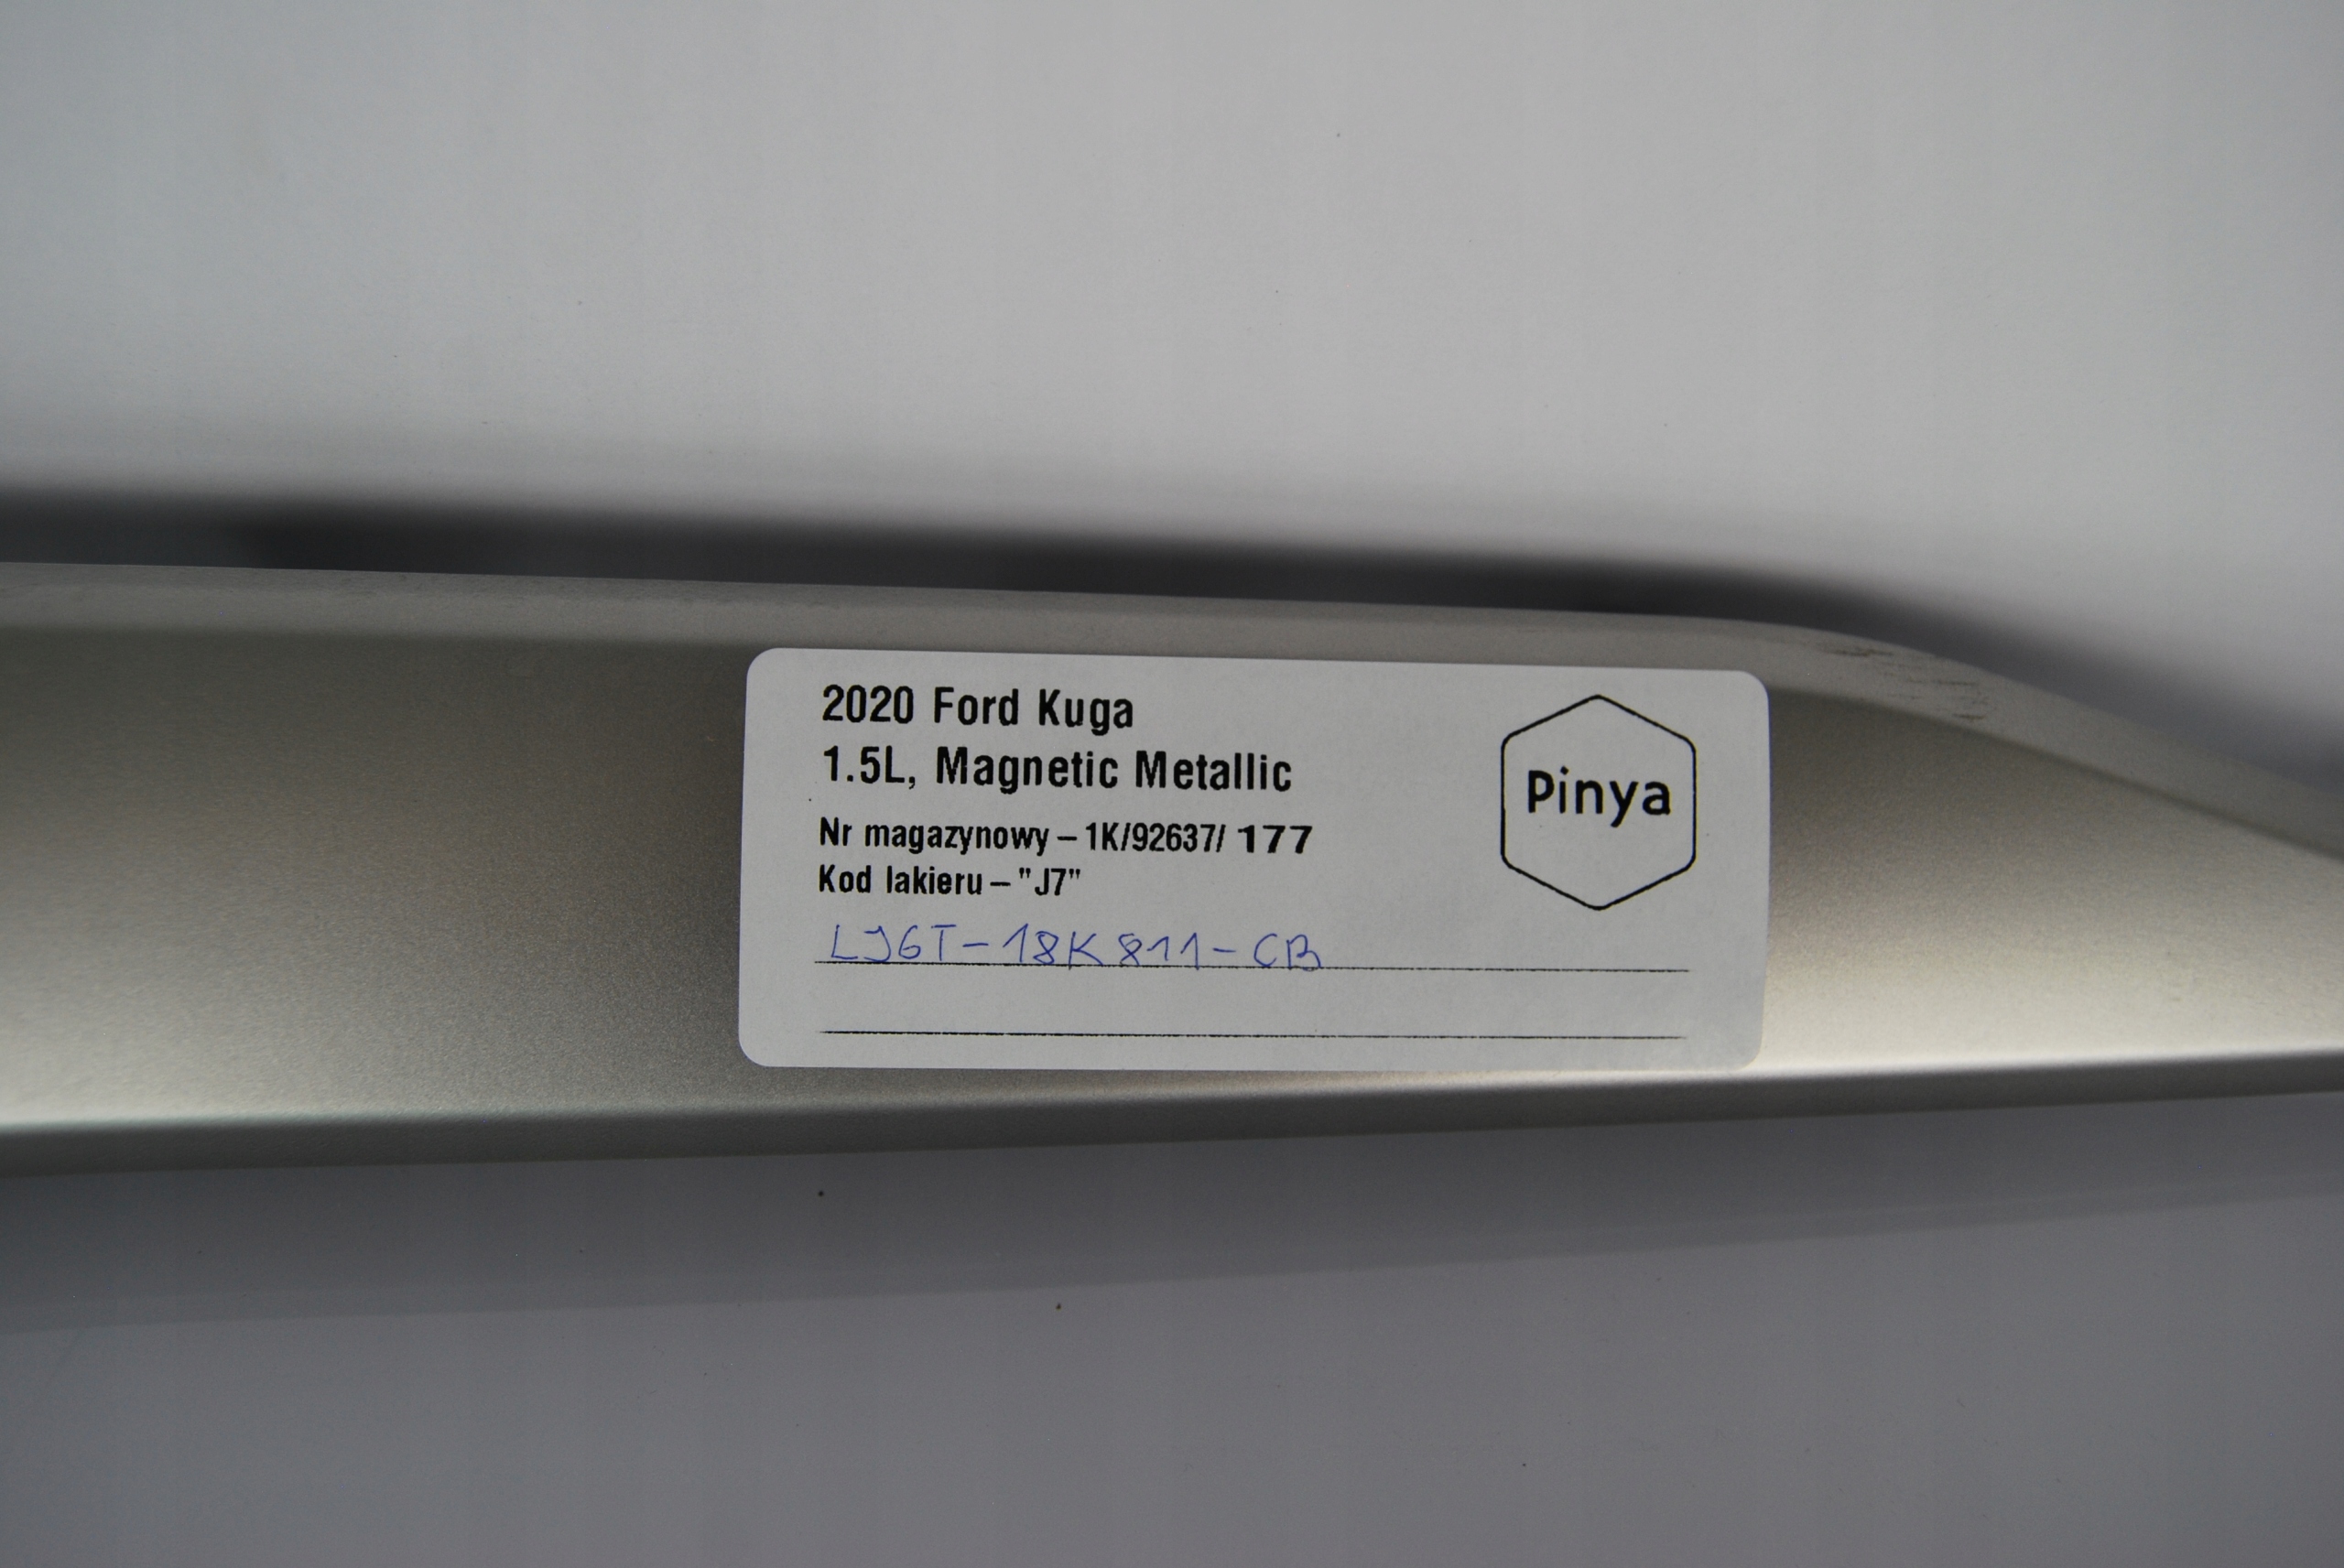 2020 Ford Kuga
1.5L, Magnetic Metallic
Nr magazynowy – 1K/92637/ 177
Kod lakieru – "J7"
LJ6T-18K811-CB
Pinya